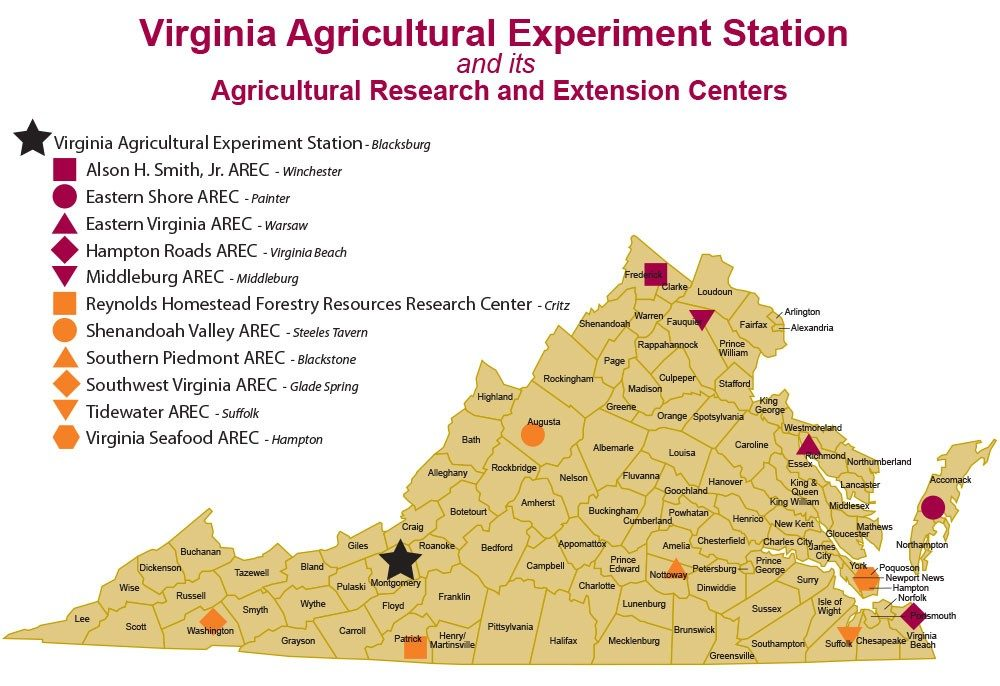 Virginia Agricultural Experiment Station
and its
Agricultural Research and Extension Centers
Virginia Agricultural Experiment Station - Blacksburg
Alson H. Smith, Jr. AREC - Winchester
Eastern Shore AREC - Painter
Eastern Virginia AREC - Warsaw
Hampton Roads AREC - Virginia Beach
Middleburg AREC - Middleburg
Reynolds Homestead Forestry Resources Research Center - Critz
Shenandoah Valley AREC - Steeles Tavern
Southern Piedmont AREC - Blackstone
Southwest Virginia AREC - Glade Spring
Tidewater AREC - Suffolk
Virginia Seafood AREC - Hampton
Frederick
Clarke
Loudoun
Warren
Fauquier
Shenandoah
Fairfax
Arlington
Alexandria
Rappahannock
Prince
William
Page
Rockingham
Culpeper
Madison
Stafford
Highland
Greene
King
George
Orange
Spotsylvania
Augusta
Westmoreland
Bath
Albemarle
Louisa
Caroline
Richmond
Essex
Northumberland
Rockbridge
Alleghany
Nelson
Fluvanna
Goochland
Hanover
King &
Queen
King William
Lancaster
Accomack
Middlesex
Botetourt
Amherst
Buckingham
Cumberland
Powhatan
Henrico
New Kent
Mathews
Gloucester
Craig
Giles
Roanoke
Bedford
Appomattox
Amelia
Chesterfield
Charles City
James
City
Northampton
Buchanan
Dickenson
Tazewell
Bland
Montgomery
Campbell
Prince
Edward
Nottoway
Petersburg
Prince
George
York
Poquoson
Newport News
Hampton
Norfolk
Portsmouth
Wise
Russell
Smyth
Wythe
Pulaski
Floyd
Franklin
Charlotte
Lunenburg
Dinwiddie
Surry
Sussex
Isle of
Wight
Lee
Scott
Washington
Grayson
Carroll
Patrick
Henry/
Martinsville
Pittsylvania
Halifax
Mecklenburg
Brunswick
Greensville
Southampton
Suffolk
Chesapeake
Virginia
Beach